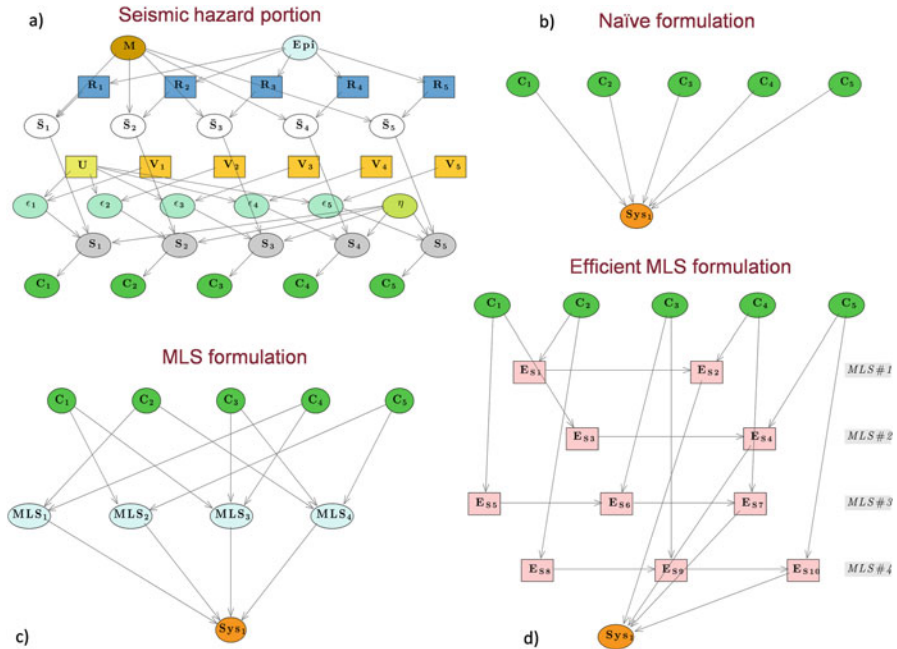 a)
Seismic hazard portion
M
Epi
R1
R2
R3
R4
R5
S̄1
S̄2
S̄3
S̄4
S̄5
U
V1
V2
V3
V4
V5
ϵ1
ϵ2
ϵ3
ϵ4
ϵ5
η
S1
S2
S3
S4
S5
C1
C2
C3
C4
C5
b)
Naïve formulation
C1
C2
C3
C4
C5
Sys1
MLS formulation
C1
C2
C3
C4
C5
MLS1
MLS2
MLS3
MLS4
Sys1
c)
Efficient MLS formulation
C1
C2
C3
C4
C5
ES1
ES2
MLS#1
ES3
ES4
MLS#2
ES5
ES6
ES7
MLS#3
ES8
ES9
ES10
MLS#4
Sys1
d)